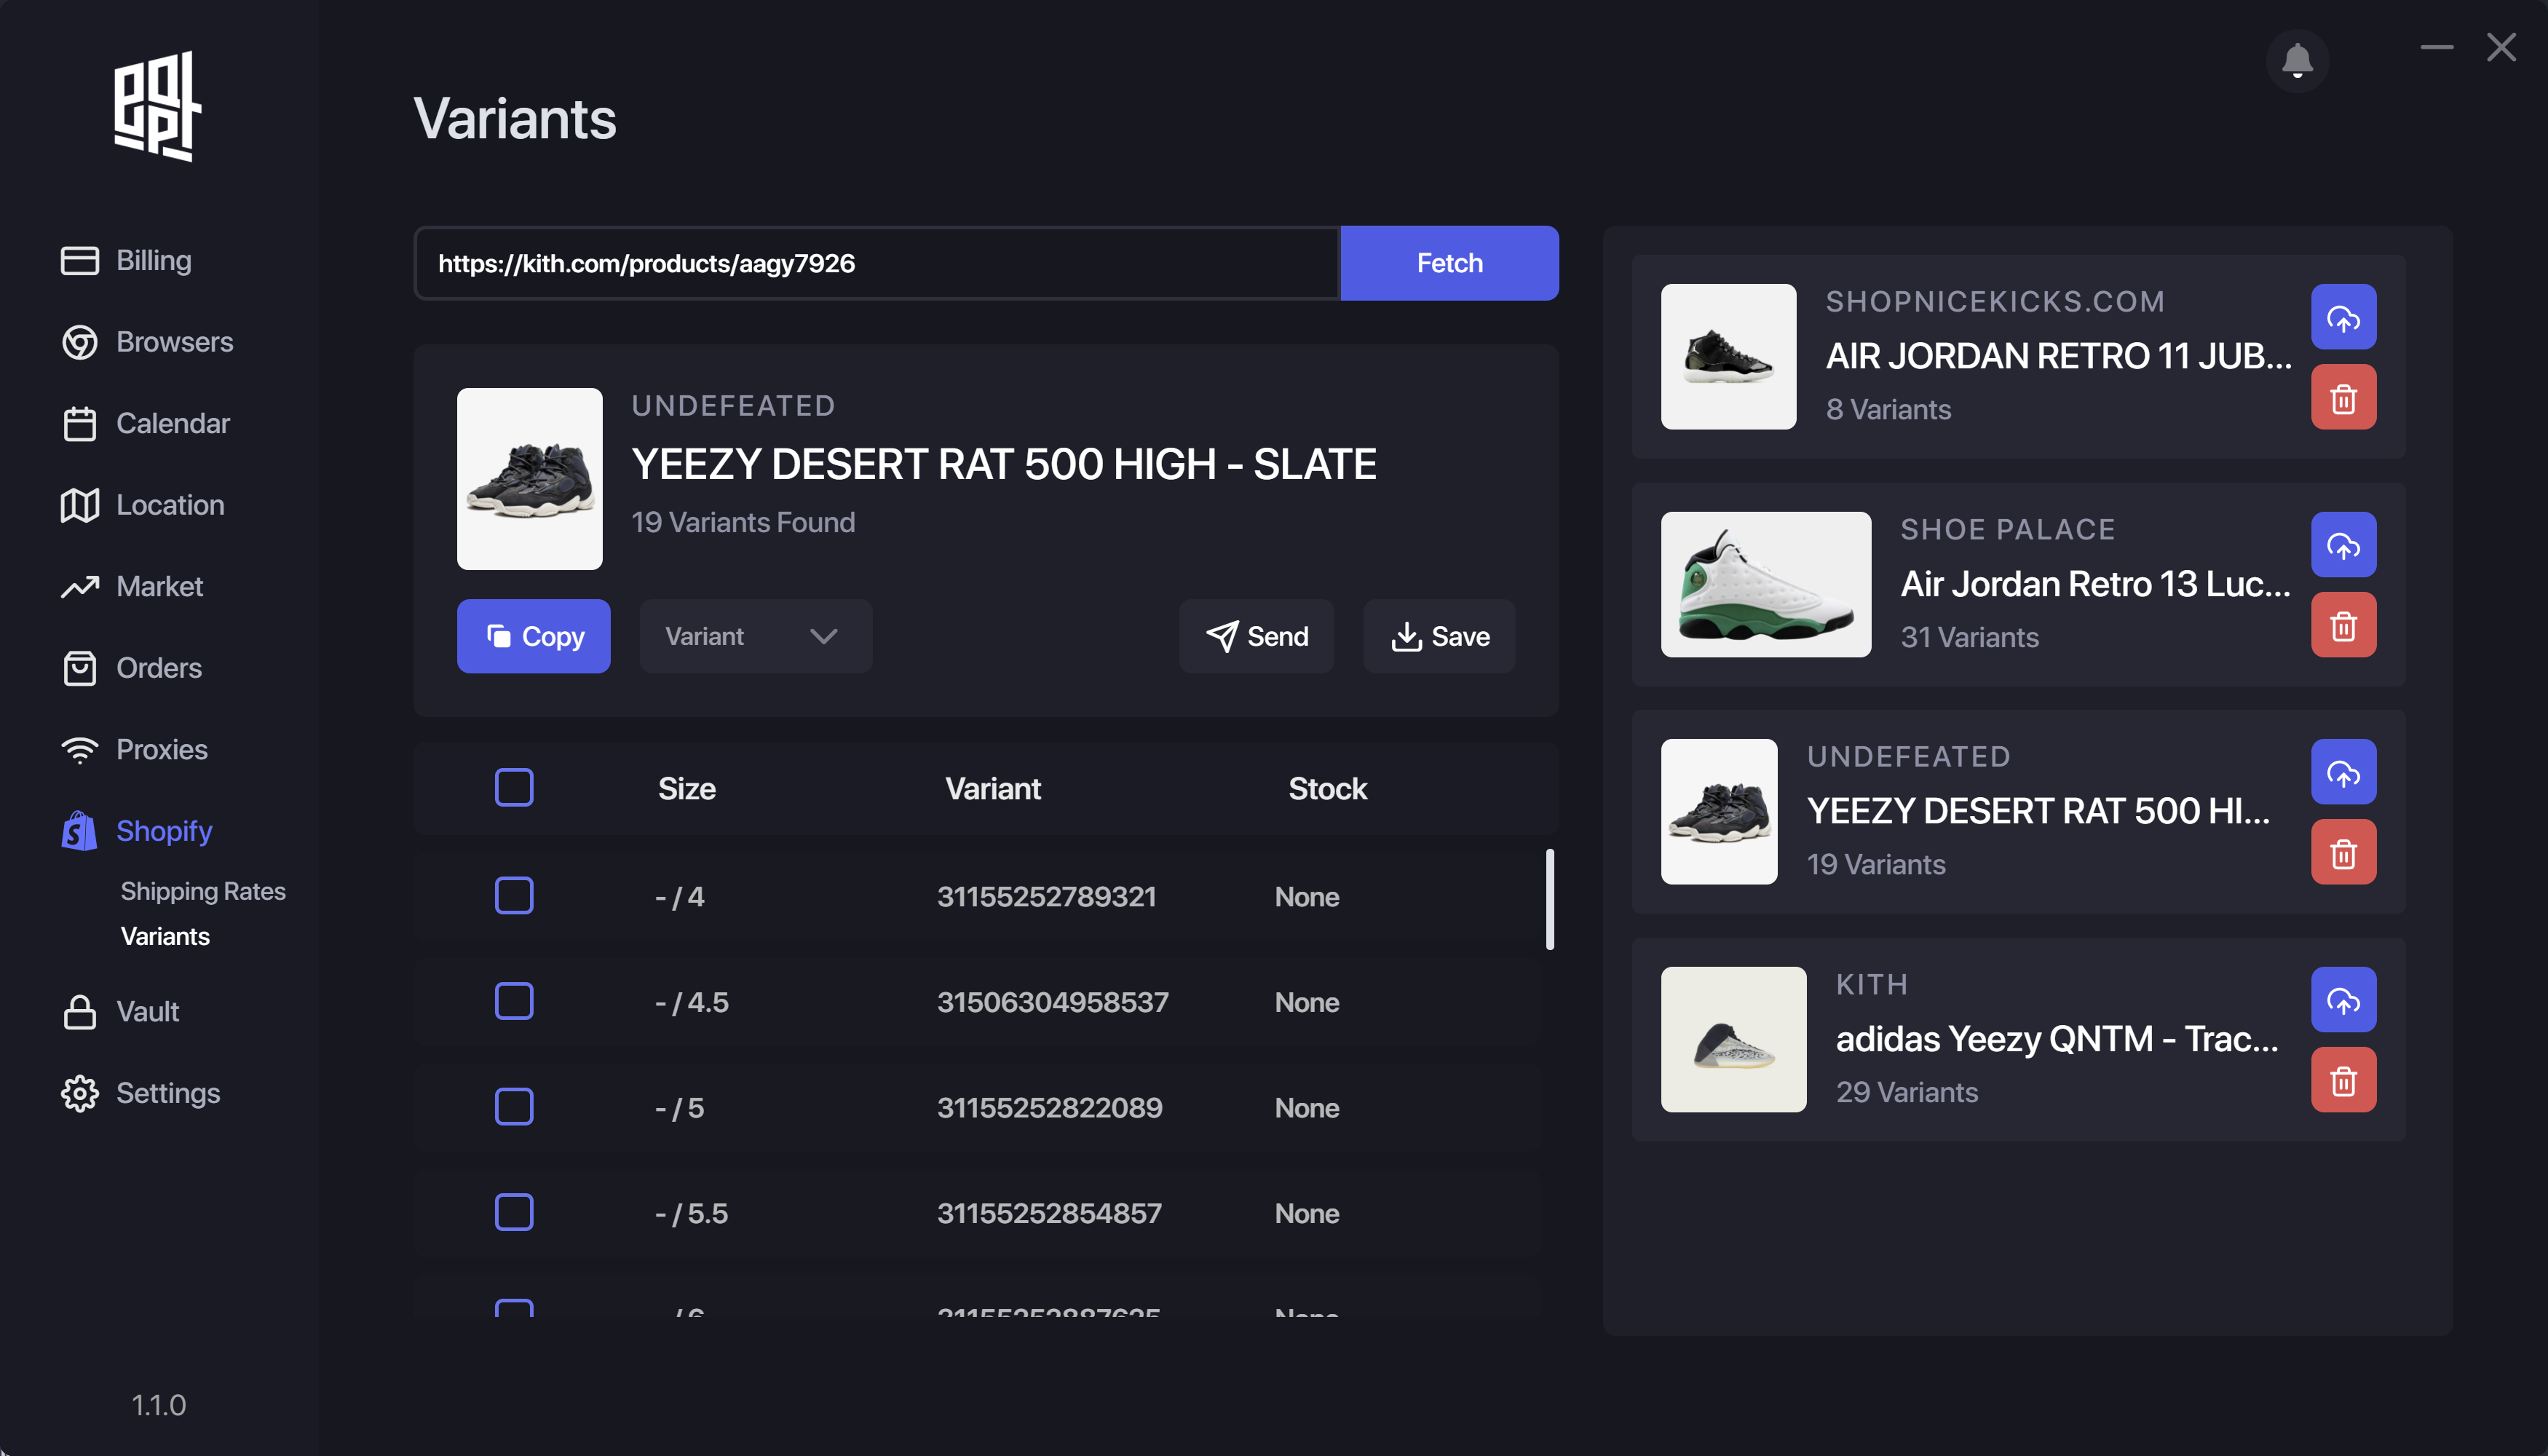 Billing
Browsers
Calendar
Location
Market
Orders
Proxies
Shopify
Shipping Rates
Variants
Vault
Settings
1.1.0
Variants
https://kith.com/products/aagy7926
Fetch
UNDEFEATED
YEEZY DESERT RAT 500 HIGH - SLATE
19 Variants Found
Copy
Variant
Send
Save
Size Variant Stock
- / 4 31155252789321 None
- / 4.5 31506304958537 None
- / 5 31155252822089 None
- / 5.5 31155252854857 None
- / 6 31155252887625 None
SHOPNICEKICKS.COM
AIR JORDAN RETRO 11 JUB...
8 Variants
SHOE PALACE
Air Jordan Retro 13 Luc...
31 Variants
UNDEFEATED
YEEZY DESERT RAT 500 HI...
19 Variants
KITH
adidas Yeezy QNTM - Trac...
29 Variants